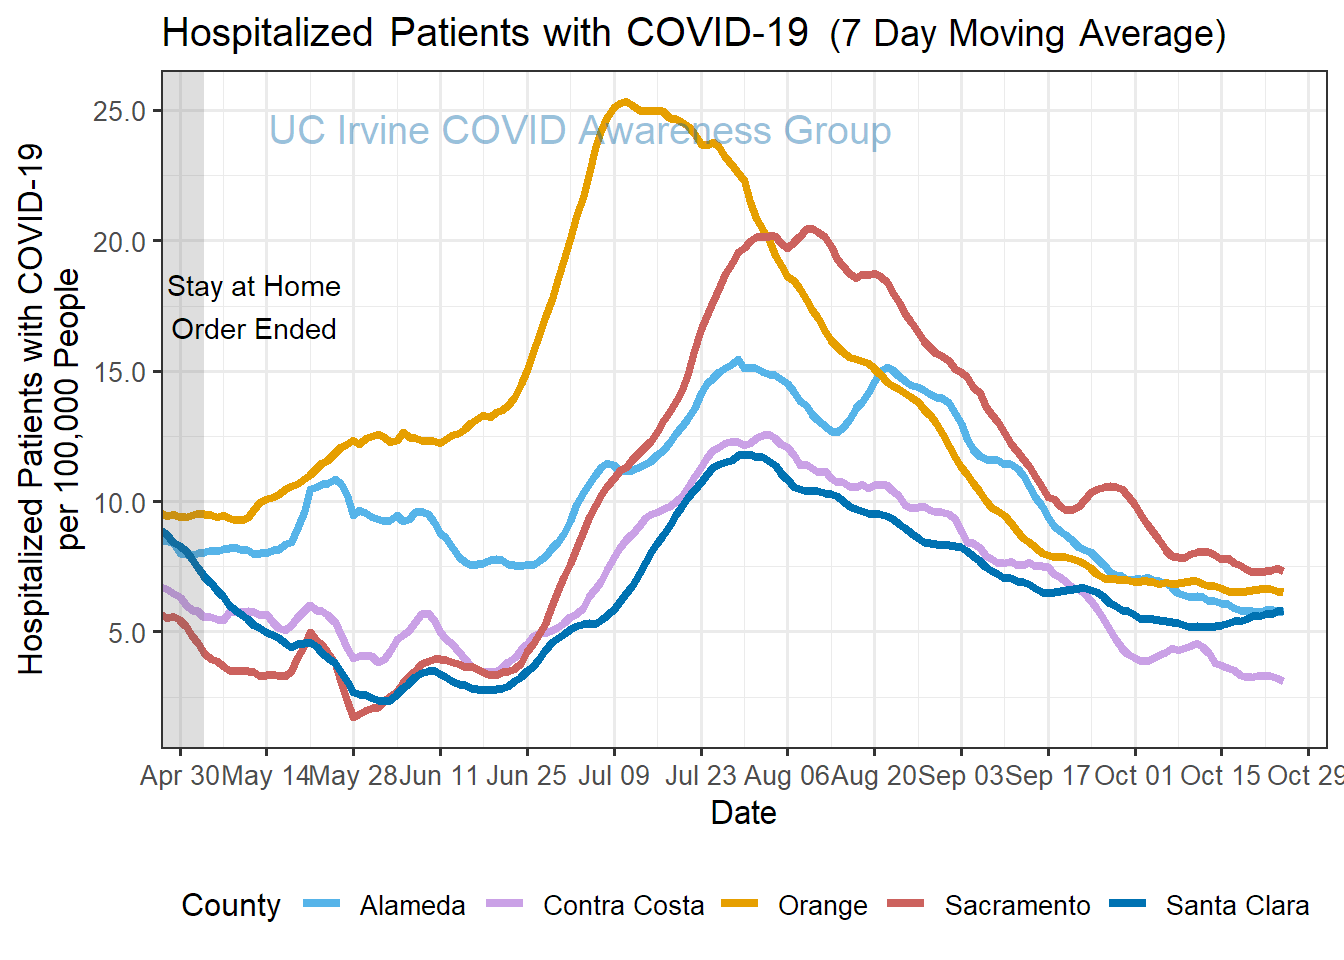 Hospitalized Patients with COVID-19 (7 Day Moving Average)
UC Irvine COVID Awareness Group
Stay at Home
Order Ended
Hospitalized Patients with COVID-19
per 100,000 People
25.0
20.0
15.0
10.0
5.0
Apr 30 May 14 May 28 Jun 11 Jun 25 Jul 09 Jul 23 Aug 06 Aug 20 Sep 03 Sep 17 Oct 01 Oct 15 Oct 29
Date
County Alameda Contra Costa Orange Sacramento Santa Clara